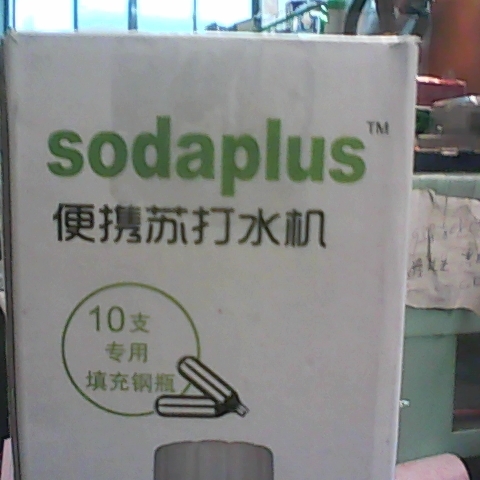 sodaplus™
便携苏打水机
10支
专用
填充钢瓶